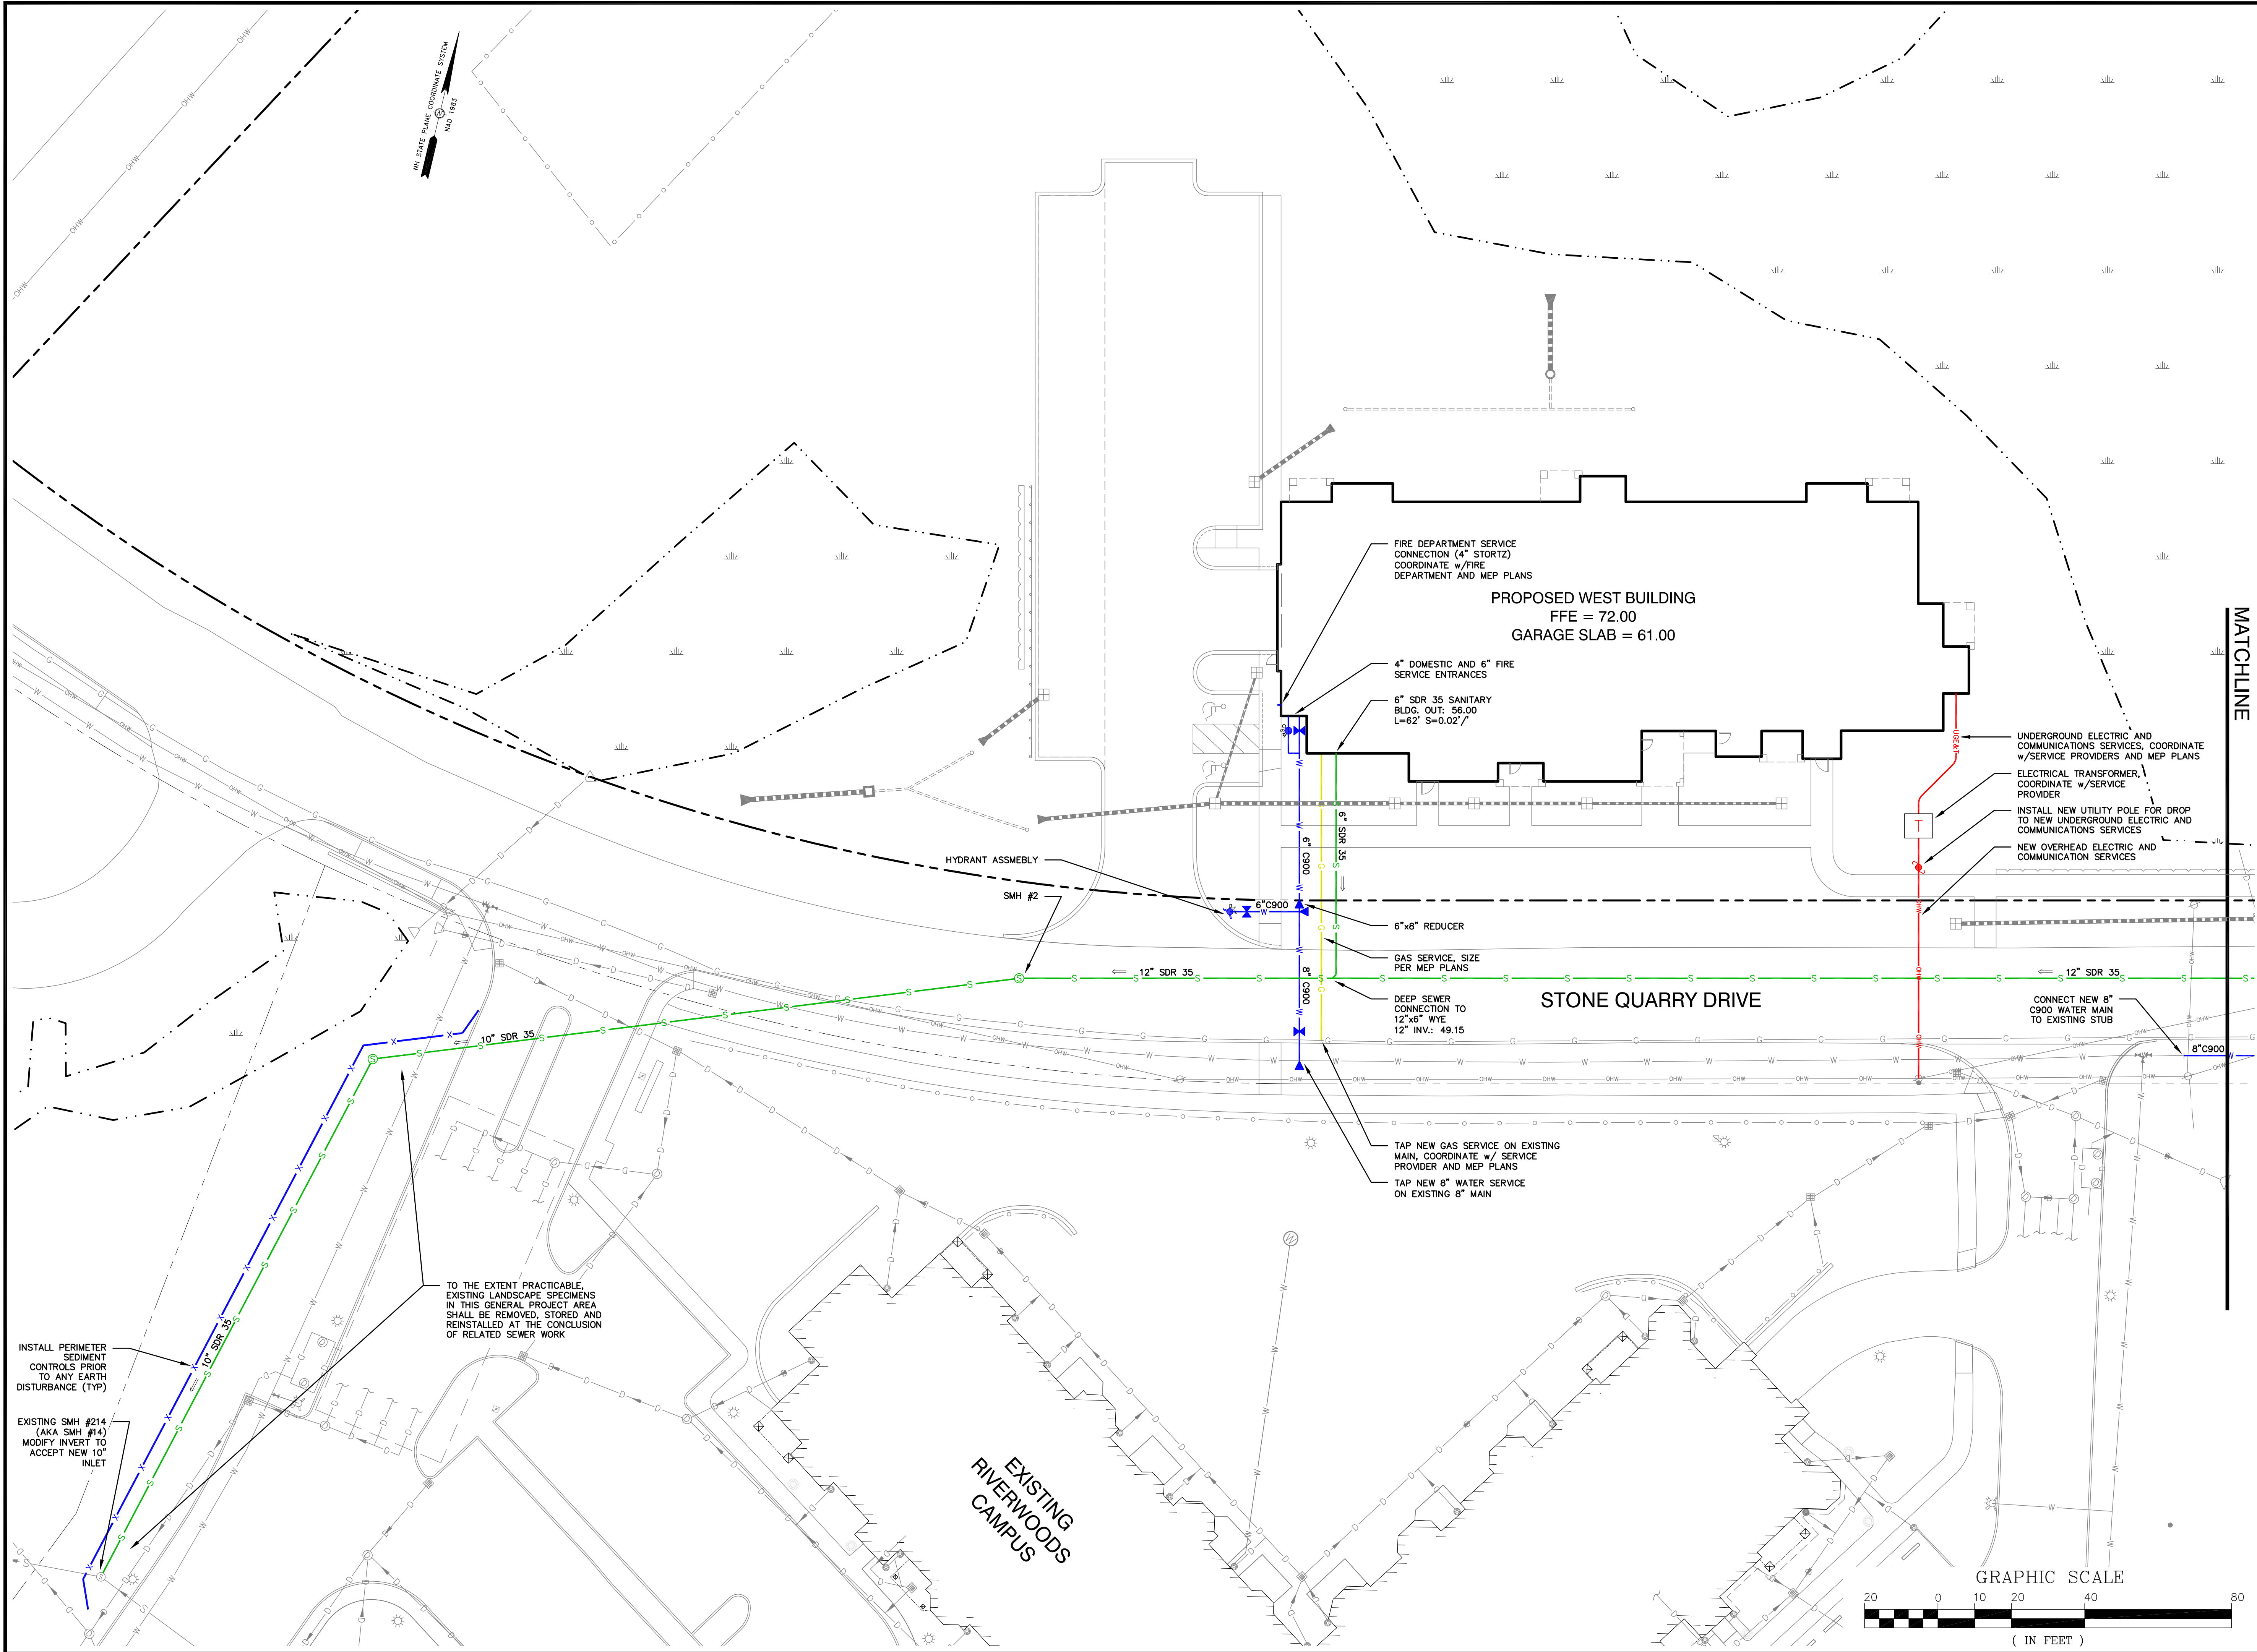 NH STATE PLANE COORDINATE SYSTEM
N
NAD 1983
FIRE DEPARTMENT SERVICE
CONNECTION (4" STORTZ)
COORDINATE w/FIRE
DEPARTMENT AND MEP PLANS
PROPOSED WEST BUILDING
FFE = 72.00
GARAGE SLAB = 61.00
4" DOMESTIC AND 6" FIRE
SERVICE ENTRANCES
6" SDR 35 SANITARY
BLDG. OUT: 56.00
L=62' S=0.02'/'
MATCHLINE
UGE&T
UNDERGROUND ELECTRIC AND
COMMUNICATIONS SERVICES, COORDINATE
w/SERVICE PROVIDERS AND MEP PLANS
ELECTRICAL TRANSFORMER,
COORDINATE w/SERVICE
PROVIDER
T
INSTALL NEW UTILITY POLE FOR DROP
TO NEW UNDERGROUND ELECTRIC AND
COMMUNICATIONS SERVICES
NEW OVERHEAD ELECTRIC AND
COMMUNICATION SERVICES
6" C900
6" SDR 35
HYDRANT ASSMEBLY
SMH #2
6"C900
6"x8" REDUCER
GAS SERVICE, SIZE
PER MEP PLANS
8" C900
12" SDR 35
12" SDR 35
DEEP SEWER
CONNECTION TO
12"x6" WYE
12" INV.: 49.15
STONE QUARRY DRIVE
CONNECT NEW 8"
C900 WATER MAIN
TO EXISTING STUB
8"C900
10" SDR 35
TAP NEW GAS SERVICE ON EXISTING
MAIN, COORDINATE w/ SERVICE
PROVIDER AND MEP PLANS
TAP NEW 8" WATER SERVICE
ON EXISTING 8" MAIN
TO THE EXTENT PRACTICABLE,
EXISTING LANDSCAPE SPECIMENS
IN THIS GENERAL PROJECT AREA
SHALL BE REMOVED, STORED AND
REINSTALLED AT THE CONCLUSION
OF RELATED SEWER WORK
10" SDR 35
INSTALL PERIMETER
SEDIMENT
CONTROLS PRIOR
TO ANY EARTH
DISTURBANCE (TYP)
EXISTING SMH #214
(AKA SMH #14)
MODIFY INVERT TO
ACCEPT NEW 10"
INLET
EXISTING
RIVERWOODS
CAMPUS
GRAPHIC SCALE
20 0 10 20 40 80
( IN FEET )